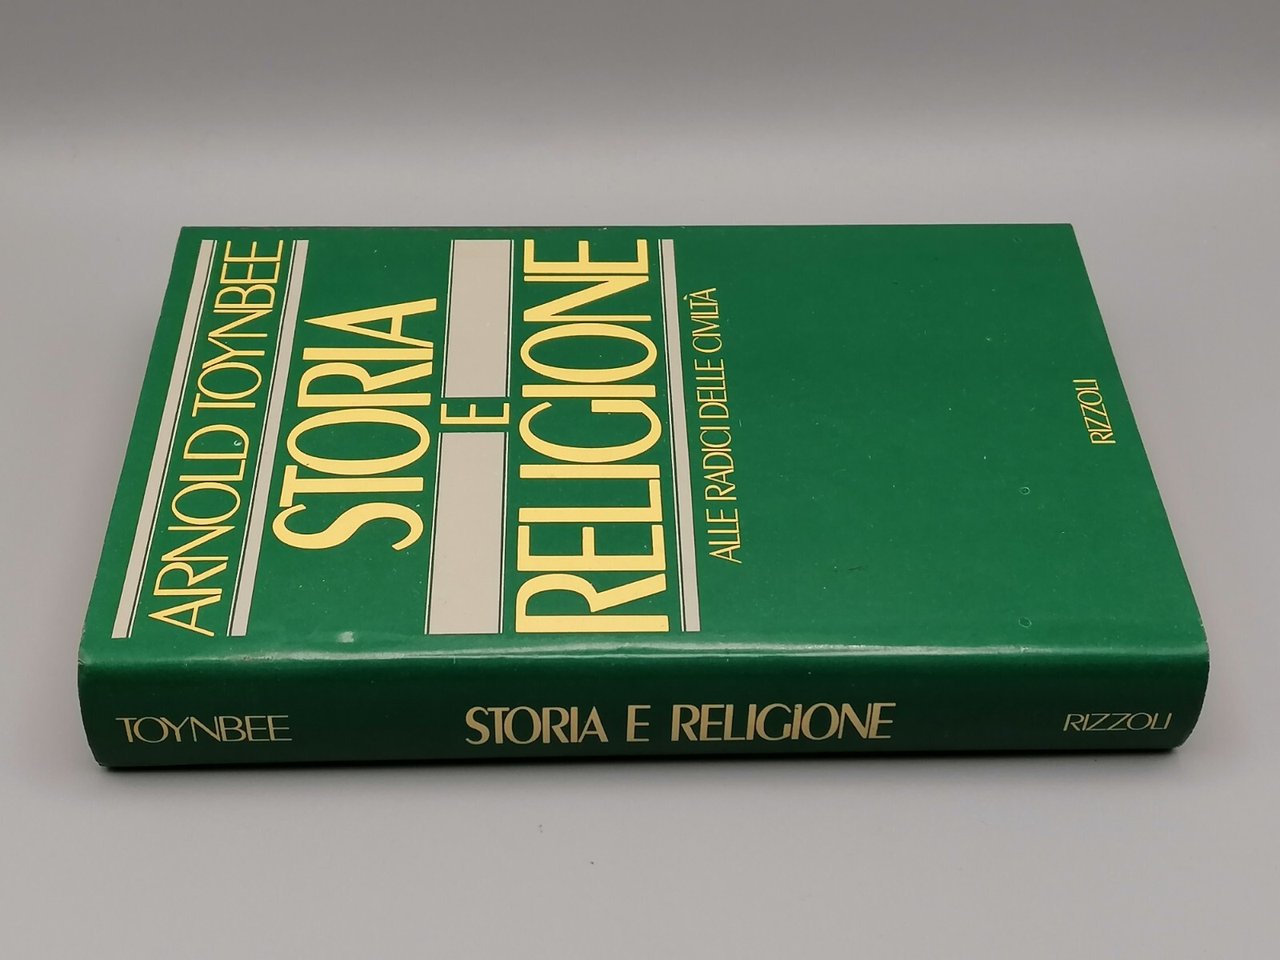 ARNOLD TOYNBEE
STORIA
E
RELIGIONE
ALLE RADICI DELLE CIVILTÀ
RIZZOLI
TOYNBEE
STORIA E RELIGIONE
RIZZOLI